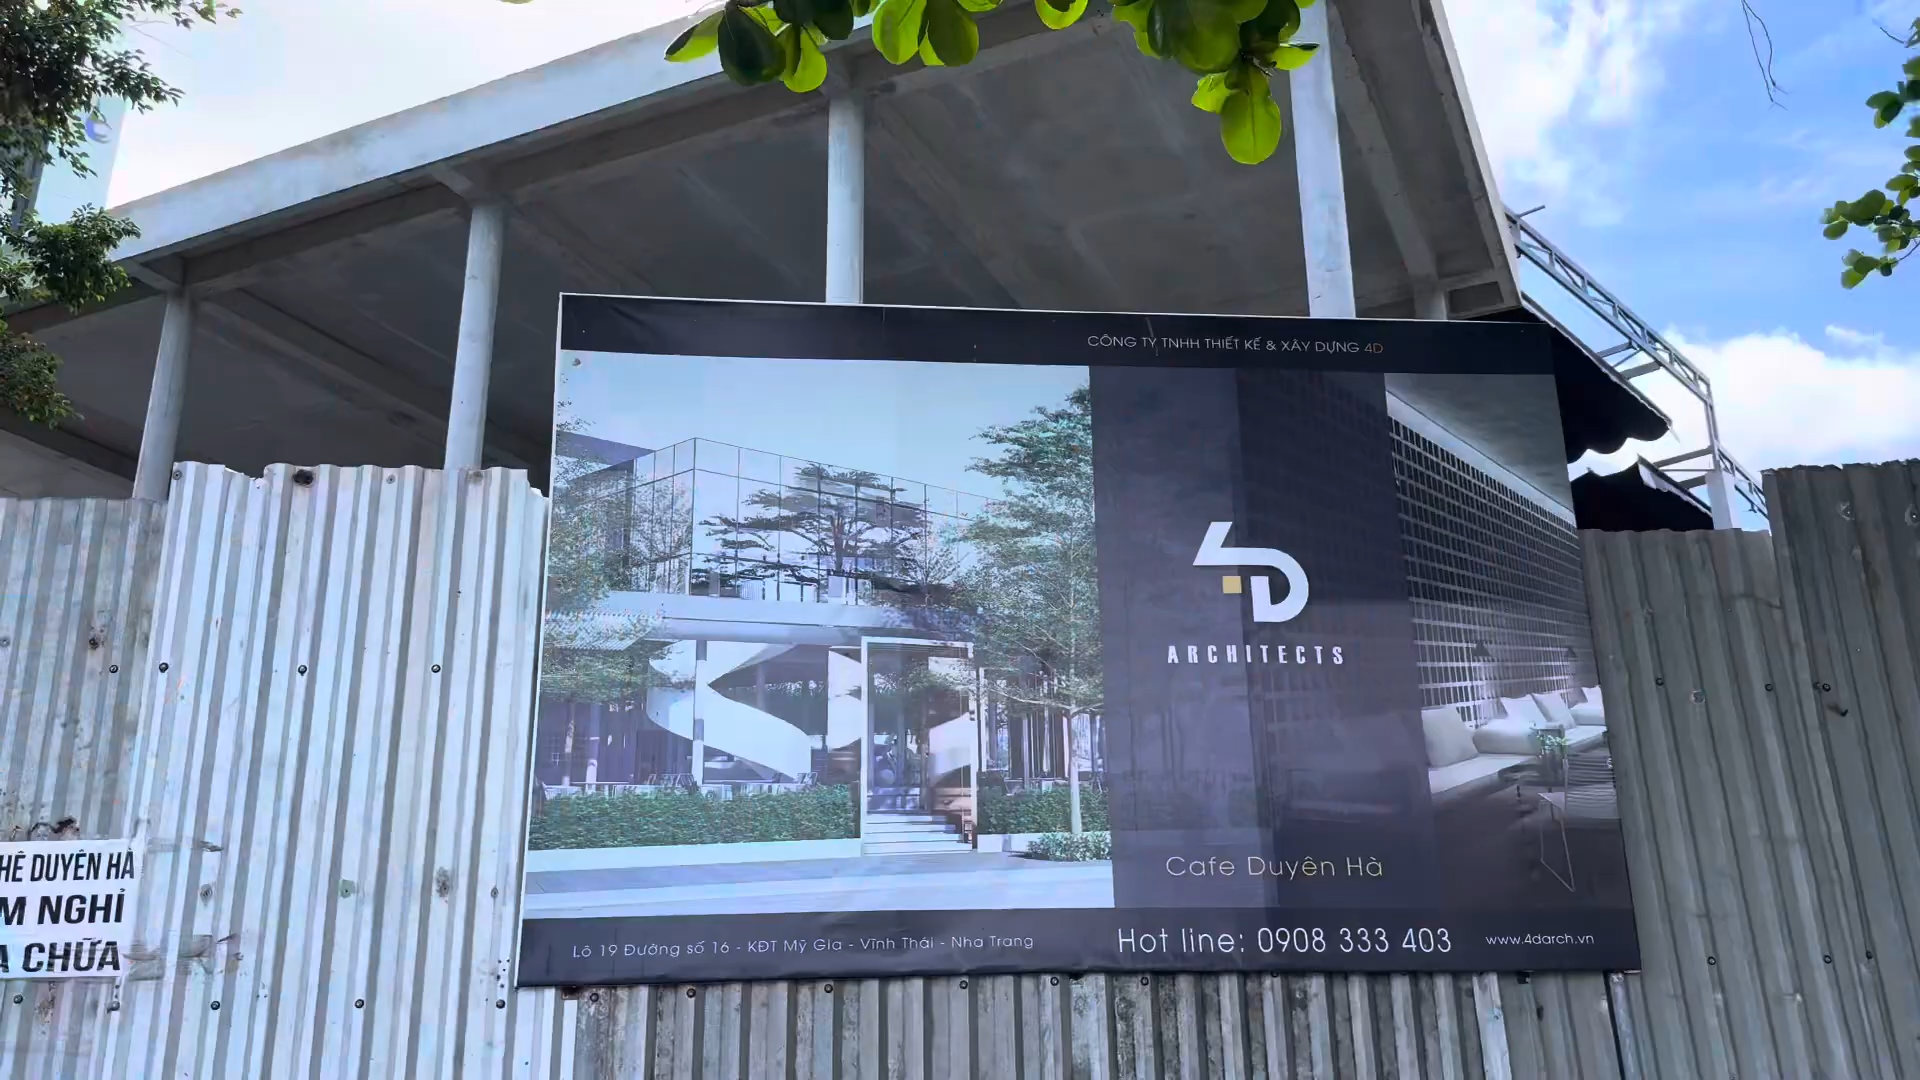 CÔNG TY TNHH THIẾT KẾ & XÂY DỰNG 4D
4D
ARCHITECTS
Cafe Duyên Hà
Lô 19 Đường số 16 - KĐT Mỹ Gia - Vĩnh Thái - Nha Trang
Hot line: 0908 333 403
www.4darch.vn
HÊ DUYÊN HÀ
M NGHỈ
A CHỮA